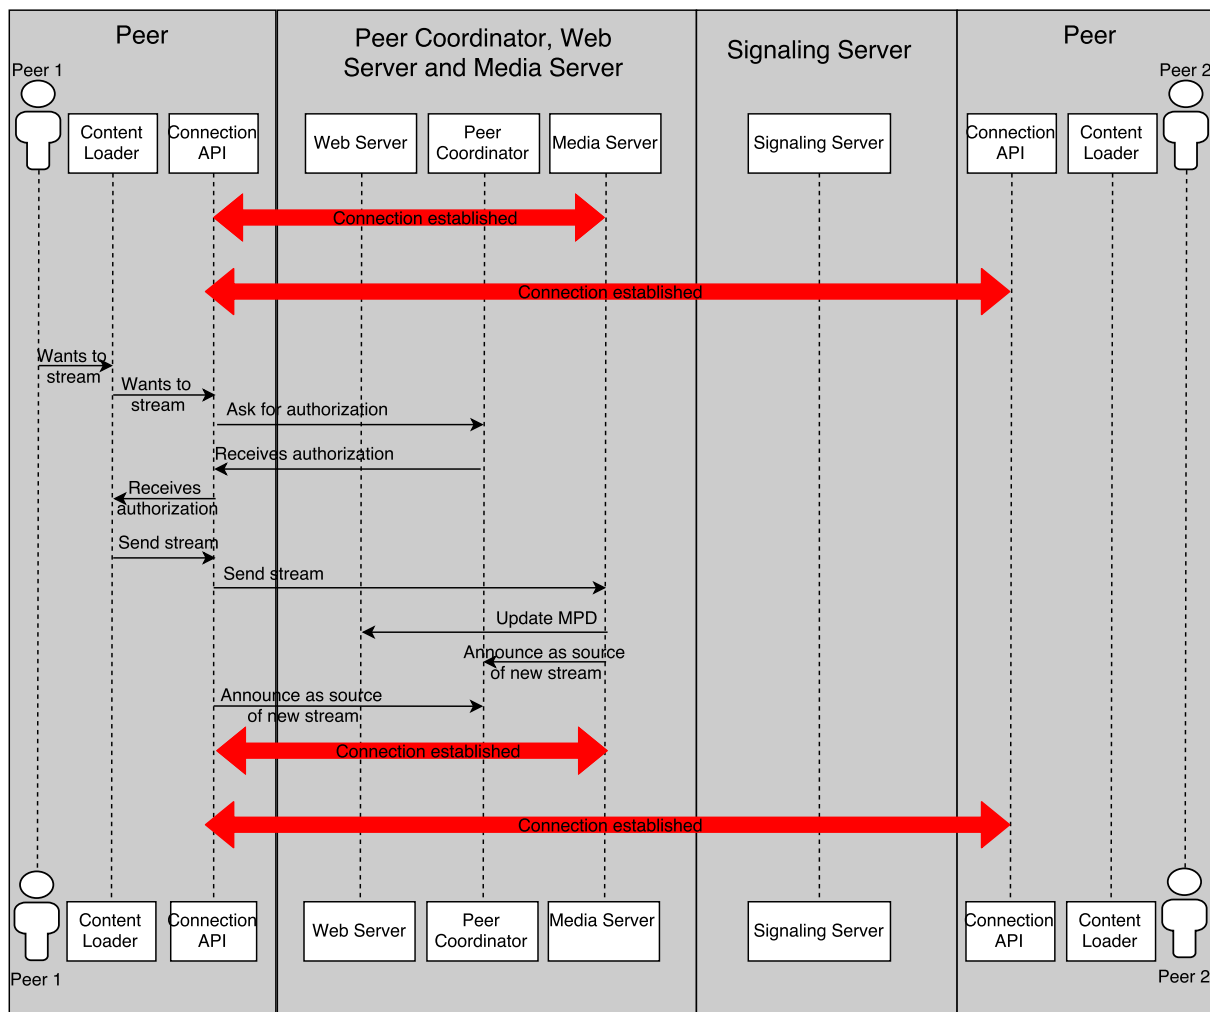 Peer
Peer Coordinator, Web
Server and Media Server
Signaling Server
Peer
Peer 1
Peer 2
Content
Loader
Connection
API
Web Server
Peer
Coordinator
Media Server
Signaling Server
Connection
API
Content
Loader
Connection established
Connection established
Wants to
stream
Wants to
stream
Ask for authorization
Receives authorization
Receives
authorization
Send stream
Send stream
Update MPD
Announce as source
of new stream
Announce as source
of new stream
Connection established
Connection established
Content
Loader
Connection
API
Web Server
Peer
Coordinator
Media Server
Signaling Server
Connection
API
Content
Loader
Peer 1
Peer 2